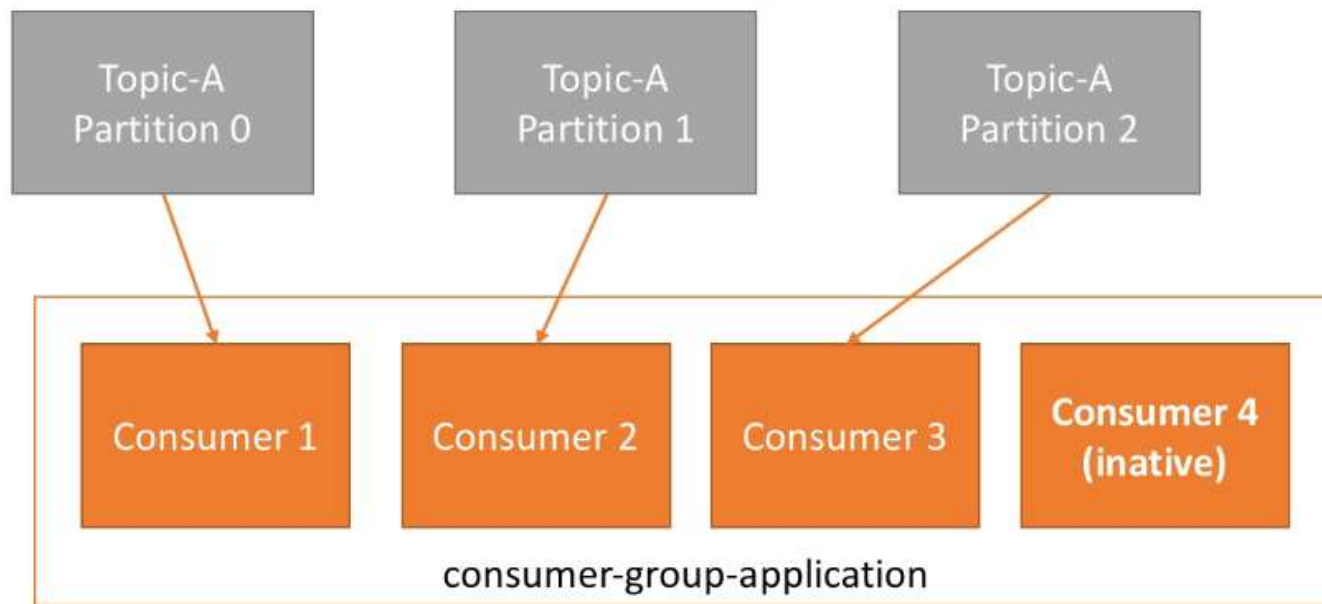 Topic-A
Partition 0
Topic-A
Partition 1
Topic-A
Partition 2
Consumer 1
Consumer 2
Consumer 3
Consumer 4
(inative)
consumer-group-application